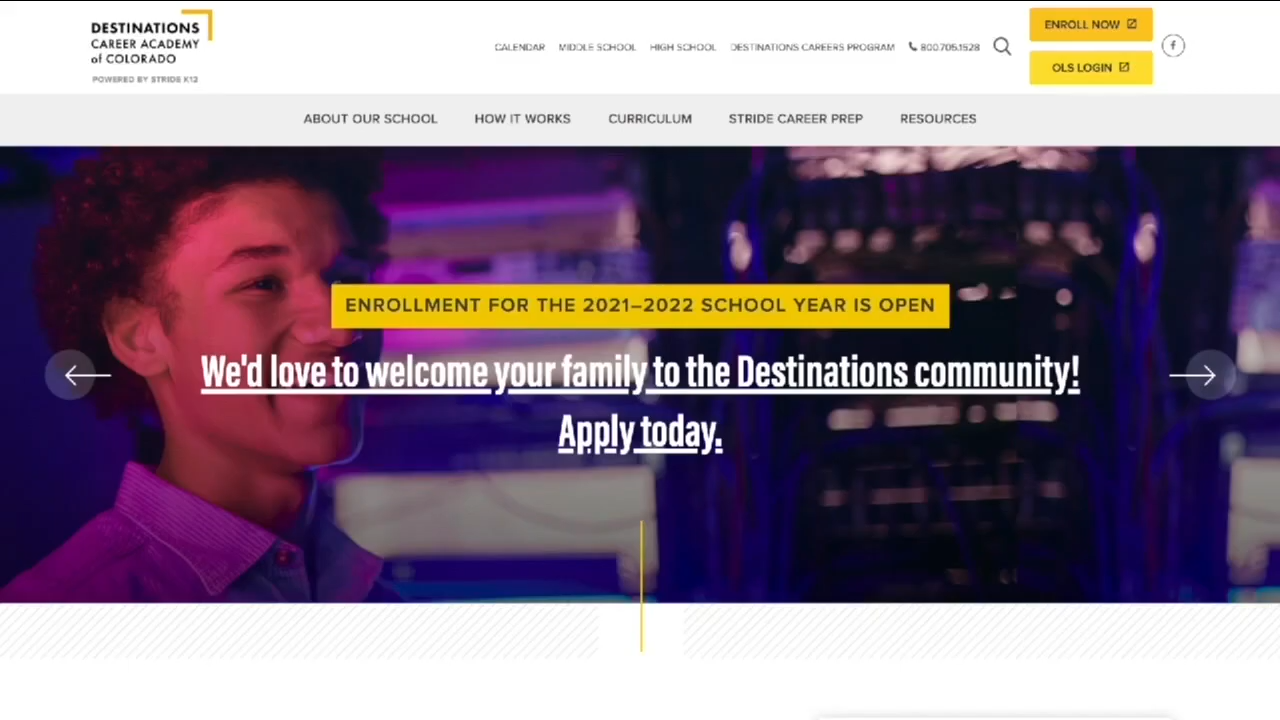 DESTINATIONS
CAREER ACADEMY
of COLORADO
POWERED BY STRIDE K12
CALENDAR MIDDLE SCHOOL HIGH SCHOOL DESTINATIONS CAREERS PROGRAM 800.705.1528
ENROLL NOW
OLS LOGIN
ABOUT OUR SCHOOL HOW IT WORKS CURRICULUM STRIDE CAREER PREP RESOURCES
ENROLLMENT FOR THE 2021–2022 SCHOOL YEAR IS OPEN
We'd love to welcome your family to the Destinations community!
Apply today.